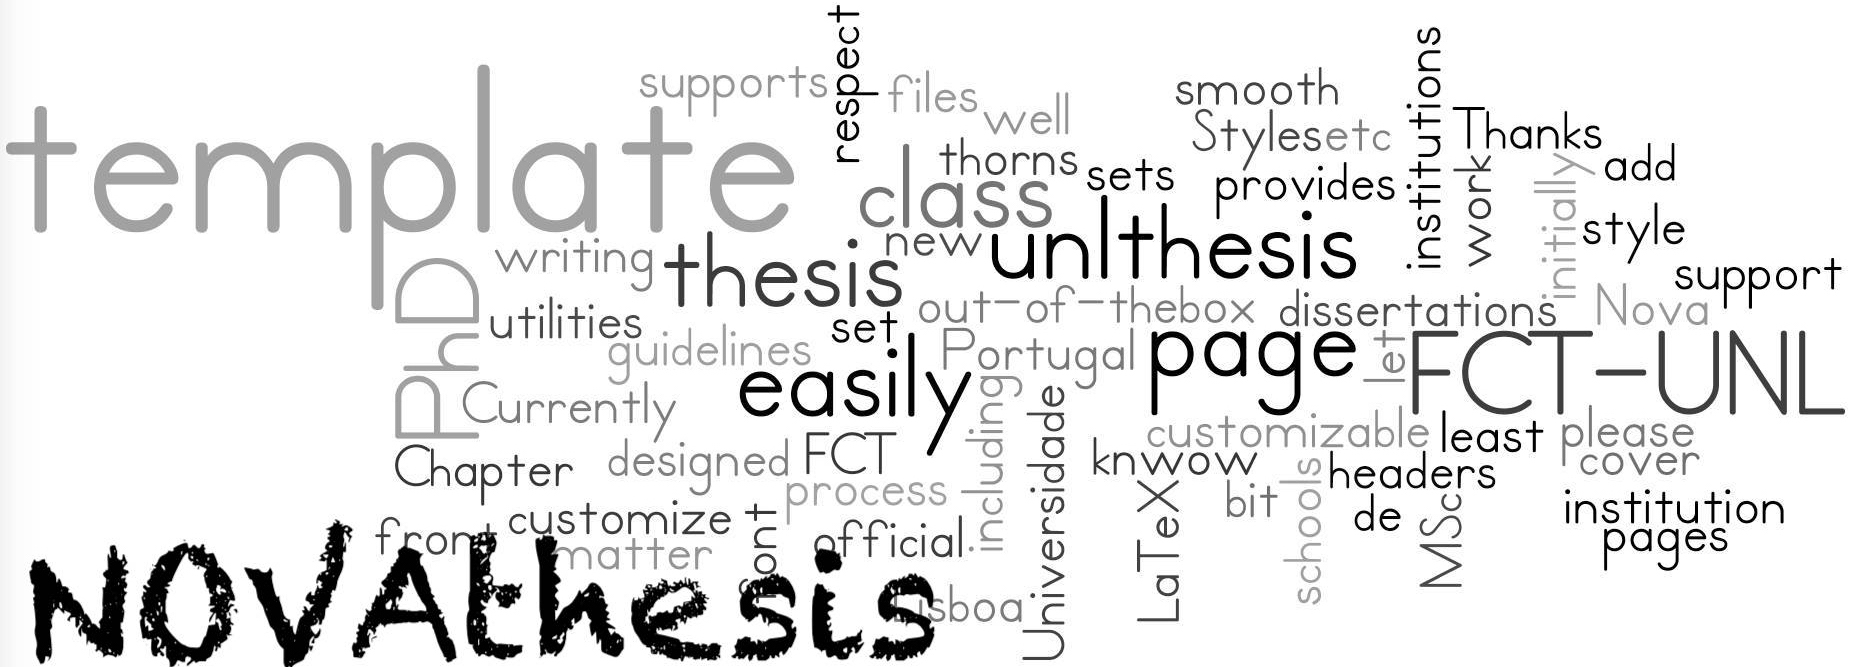 respect
institutions
supports
files
smooth
well
Styles
etc
Thanks
template
thorns
sets
provides
work
initially
add
class
new
unlthesis
style
writing
thesis
support
PhD
utilities
set
out-of-thebox
dissertations
Nova
guidelines
easily
Portugal
page
let
FCT-UNL
Currently
including
Universidade
customizable
least
please
Chapter
designed
FCT
knwow
headers
cover
process
LaTeX
bit
schools
de
MSc
institution
front
customize
font
official
pages
matter
NOVAthesis
Lisboa